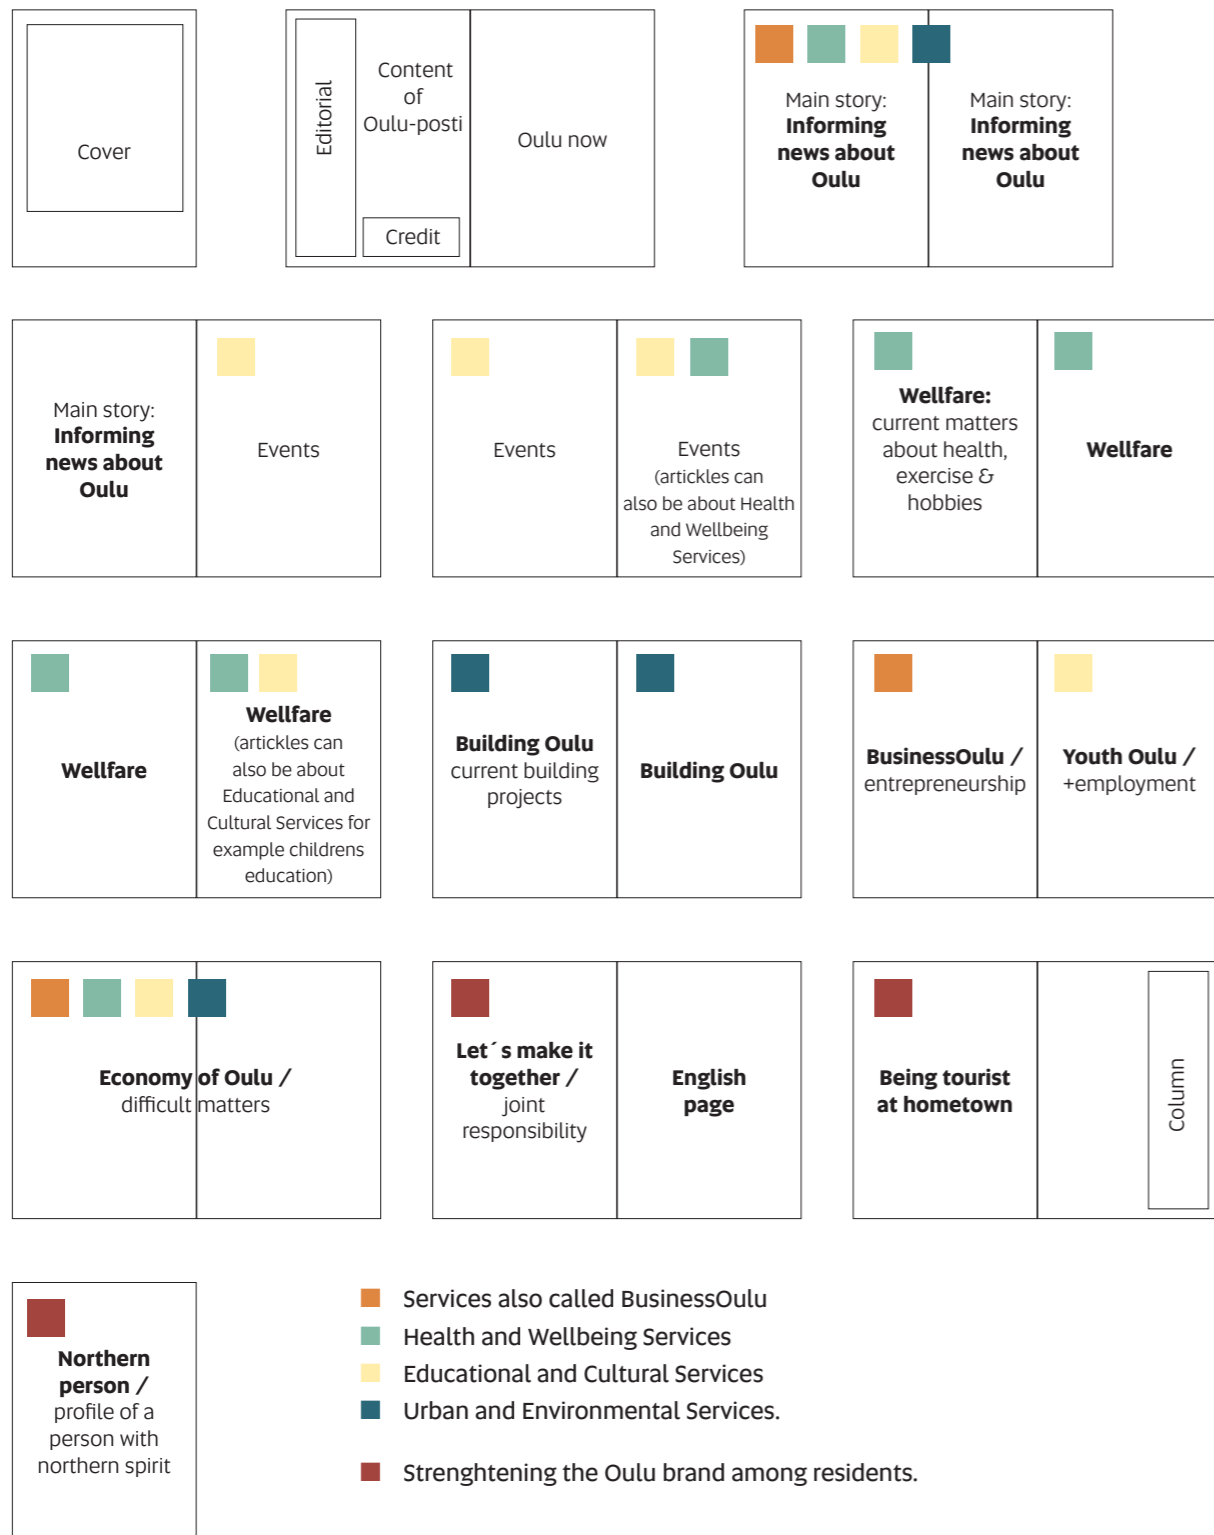 Cover
Editorial
Content
of
Oulu-posti
Credit
Oulu now
Main story:
Informing
news about
Oulu
Main story:
Informing
news about
Oulu
Main story:
Informing
news about
Oulu
Events
Events
Events
(artickles can
also be about Health
and Wellbeing
Services)
Wellfare:
current matters
about health,
exercise &
hobbies
Wellfare
Wellfare
Wellfare
(artickles can
also be about
Educational and
Cultural Services for
example childrens
education)
Building Oulu
current building
projects
Building Oulu
BusinessOulu /
entrepreneurship
Youth Oulu /
+employment
Economy of Oulu /
difficult matters
Let´s make it
together /
joint
responsibility
English
page
Being tourist
at hometown
Column
Northern
person /
profile of a
person with
northern spirit
Services also called BusinessOulu
Health and Wellbeing Services
Educational and Cultural Services
Urban and Environmental Services.
Strenghtening the Oulu brand among residents.